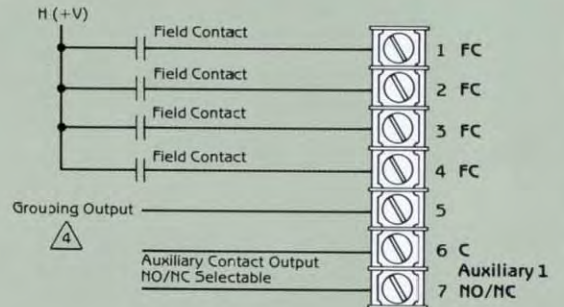 H (+V)
Field Contact
1 FC
Field Contact
2 FC
Field Contact
3 FC
Field Contact
4 FC
Grouping Output
5
4
6 C
Auxiliary Contact Output
NO/NC Selectable
Auxiliary 1
7 NO/NC